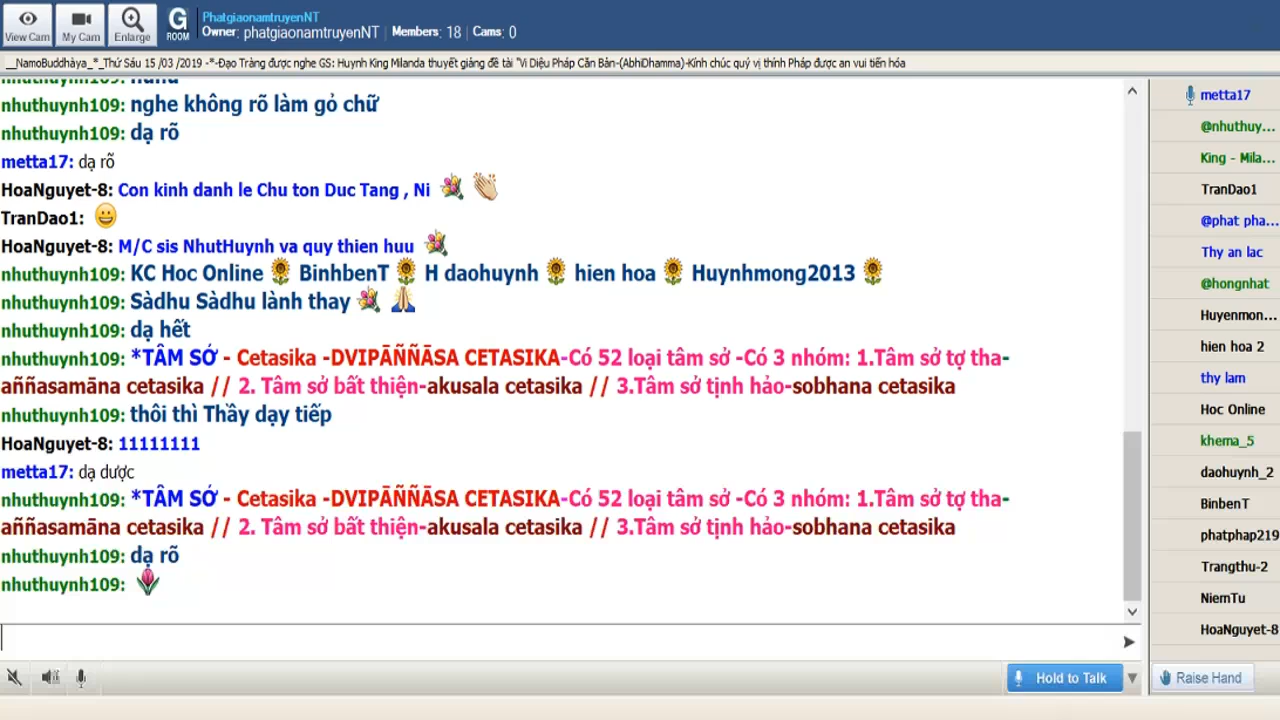 View Cam
My Cam
Enlarge
G
ROOM
PhatgiaonamtruyenNT
Owner: phatgiaonamtruyenNT | Members: 18 | Cams: 0
__NamoBuddhàya_*_Thứ Sáu 15 /03 /2019 -*-Đạo Tràng được nghe GS: Huynh King Milanda thuyết giảng đề tài "Vi Diệu Pháp Căn Bản-(AbhiDhamma)-Kính chúc quý vị thính Pháp được an vui tiến hóa
nhuthuynh109: nghe không rõ làm gỏ chữ
nhuthuynh109: dạ rõ
metta17: dạ rõ
HoaNguyet-8: Con kinh danh le Chu ton Duc Tang , Ni
TranDao1:
HoaNguyet-8: M/C sis NhutHuynh va quy thien huu
nhuthuynh109: KC Hoc Online BinhbenT H daohuynh hien hoa Huynhmong2013
nhuthuynh109: Sàdhu Sàdhu lành thay
nhuthuynh109: dạ hết
nhuthuynh109: *TÂM SỞ - Cetasika -DVIPĀÑÑĀSA CETASIKA-Có 52 loại tâm sở -Có 3 nhóm: 1.Tâm sở tợ tha-
aññasamāna cetasika // 2. Tâm sở bất thiện-akusala cetasika // 3.Tâm sở tịnh hảo-sobhana cetasika
nhuthuynh109: thôi thì Thầy dạy tiếp
HoaNguyet-8: 11111111
metta17: dạ dược
nhuthuynh109: *TÂM SỞ - Cetasika -DVIPĀÑÑĀSA CETASIKA-Có 52 loại tâm sở -Có 3 nhóm: 1.Tâm sở tợ tha-
aññasamāna cetasika // 2. Tâm sở bất thiện-akusala cetasika // 3.Tâm sở tịnh hảo-sobhana cetasika
nhuthuynh109: dạ rõ
nhuthuynh109:
metta17
@nhuthuy...
King - Mila...
TranDao1
@phat pha...
Thy an lac
@hongnhat
Huyenmon...
hien hoa 2
thy lam
Hoc Online
khema_5
daohuynh_2
BinbenT
phatphap219
Trangthu-2
NiemTu
HoaNguyet-8
Hold to Talk
Raise Hand